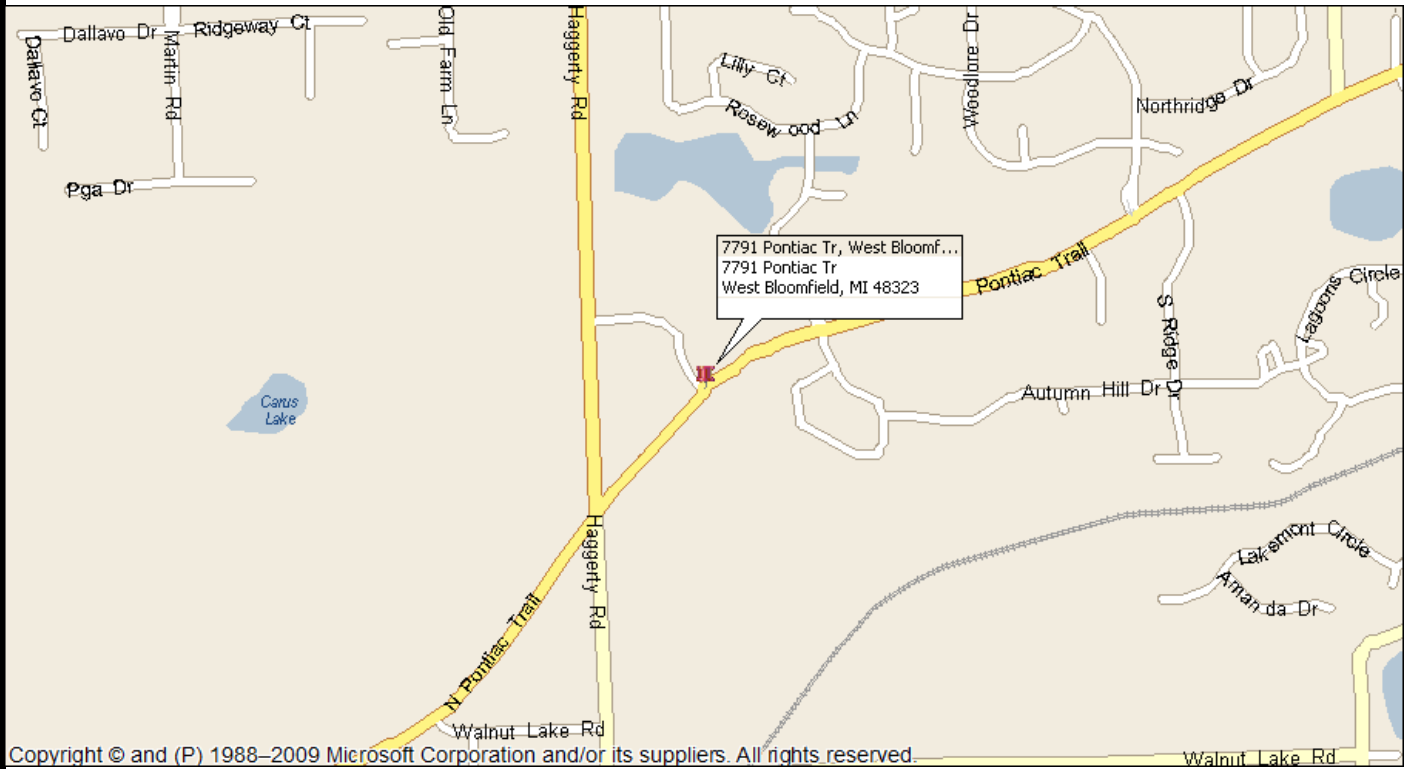 Dallavo Dr
Ridgeway Ct
Dallavo Ct
Martin Rd
Old Farm Ln
Haggerty Rd
Lilly Ct
Rosewood Ln
Woodlore Dr
Northridge Dr
Pga Dr
7791 Pontiac Tr, West Bloomf...
7791 Pontiac Tr
West Bloomfield, MI 48323
Pontiac Trail
Lagoons Circle
S Ridge Dr
Autumn Hill Dr
Carus
Lake
Haggerty Rd
Lakemont Circle
Amanda Dr
N Pontiac Trail
Walnut Lake Rd
Walnut Lake Rd
Copyright © and (P) 1988–2009 Microsoft Corporation and/or its suppliers. All rights reserved.